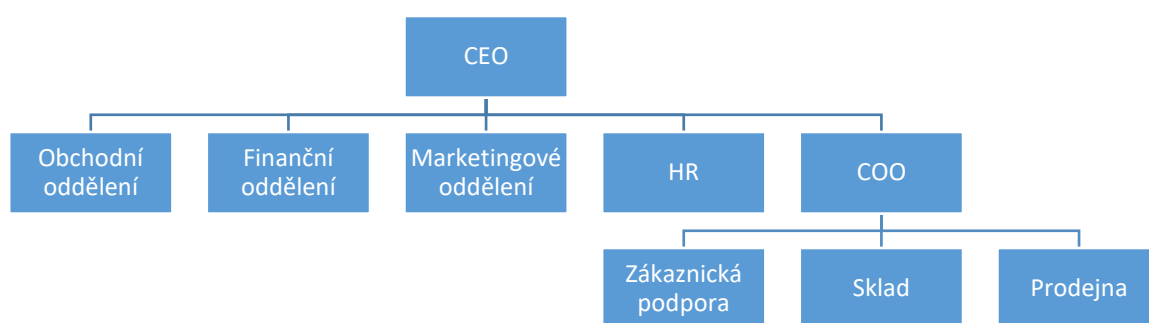 CEO
Obchodní
oddělení
Finanční
oddělení
Marketingové
oddělení
HR
COO
Zákaznická
podpora
Sklad
Prodejna